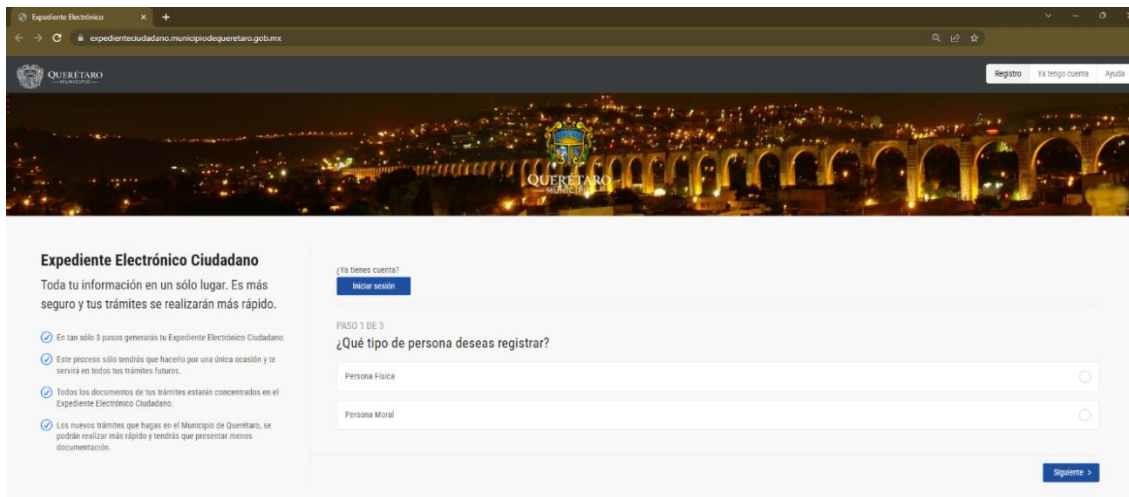 Expediente Electrónico
expedienteciudadano.municipiodequeretaro.gob.mx
QUERÉTARO
MUNICIPIO
Registro
Ya tengo cuenta
Ayuda
QUERÉTARO
MUNICIPIO
Expediente Electrónico Ciudadano
Toda tu información en un sólo lugar. Es más
seguro y tus trámites se realizarán más rápido.
En tan sólo 3 pasos generarás tu Expediente Electrónico Ciudadano.
Este proceso sólo tendrás que hacerlo por una única ocasión y te
servirá en todos tus trámites futuros.
Todos los documentos de tus trámites estarán concentrados en el
Expediente Electrónico Ciudadano.
Los nuevos trámites que hagas en el Municipio de Querétaro, se
podrán realizar más rápido y tendrás que presentar menos
documentación.
¿Ya tienes cuenta?
Iniciar sesión
PASO 1 DE 3
¿Qué tipo de persona deseas registrar?
Persona Física
Persona Moral
Siguiente >